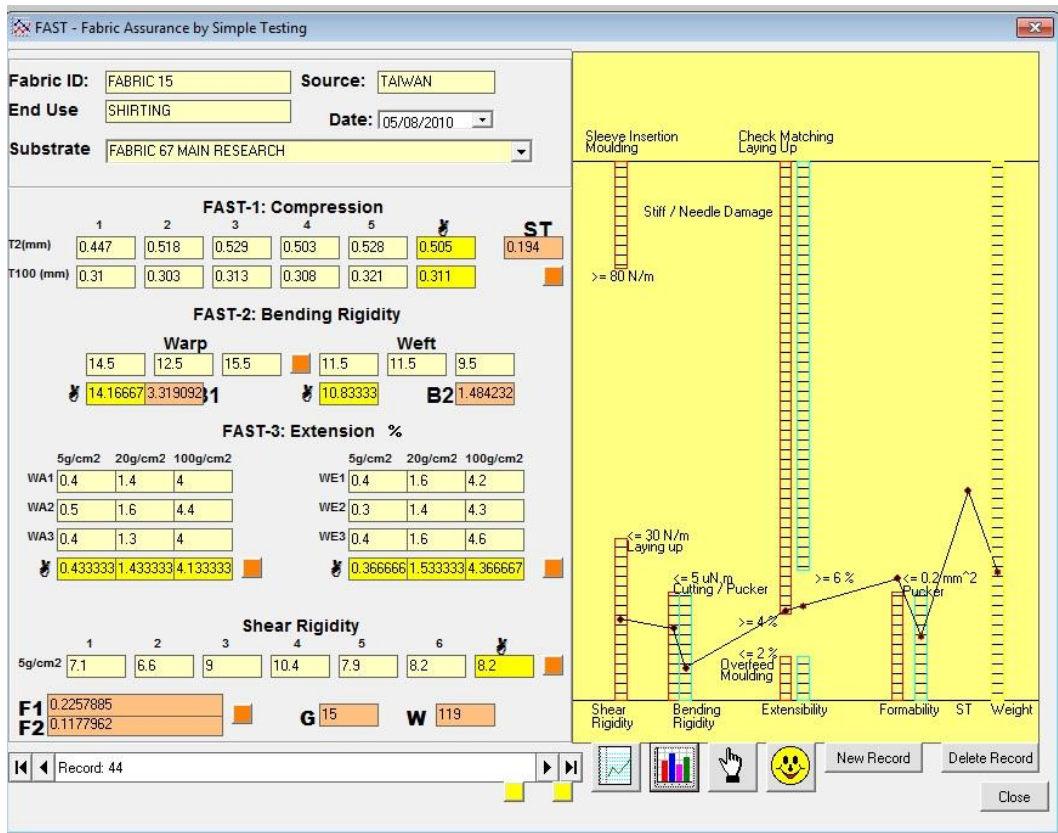 FAST - Fabric Assurance by Simple Testing
Fabric ID: FABRIC 15 Source: TAIWAN
End Use SHIRTING Date: 05/08/2010
Substrate FABRIC 67 MAIN RESEARCH
FAST-1: Compression
1 2 3 4 5 ST
T2(mm) 0.447 0.518 0.529 0.503 0.528 0.505 0.194
T100 (mm) 0.31 0.303 0.313 0.308 0.321 0.311
FAST-2: Bending Rigidity
Warp Weft
14.5 12.5 15.5 11.5 11.5 9.5
14.16667 3.319092 31 10.83333 B2 1.484232
FAST-3: Extension %
5g/cm2 20g/cm2 100g/cm2 5g/cm2 20g/cm2 100g/cm2
WA1 0.4 1.4 4 WE1 0.4 1.6 4.2
WA2 0.5 1.6 4.4 WE2 0.3 1.4 4.3
WA3 0.4 1.3 4 WE3 0.4 1.6 4.6
0.433333 1.433333 4.133333 0.366666 1.533333 4.366667
Shear Rigidity
1 2 3 4 5 6
5g/cm2 7.1 6.6 9 10.4 7.9 8.2 8.2
F1 0.2257885
F2 0.1177962
G 15 W 119
Record: 44
Sleeve Insertion
Moulding
Check Matching
Laying Up
Stiff / Needle Damage
>= 80 N/m
<= 30 N/m
Laying up
<= 5 uN.m
Cutting / Pucker
>= 6 %
<= 0.2 mm^2
Pucker
>= 4 %
<= 2 %
Overfeed
Moulding
Shear
Rigidity
Bending
Rigidity
Extensibility
Formability
ST
Weight
New Record
Delete Record
Close